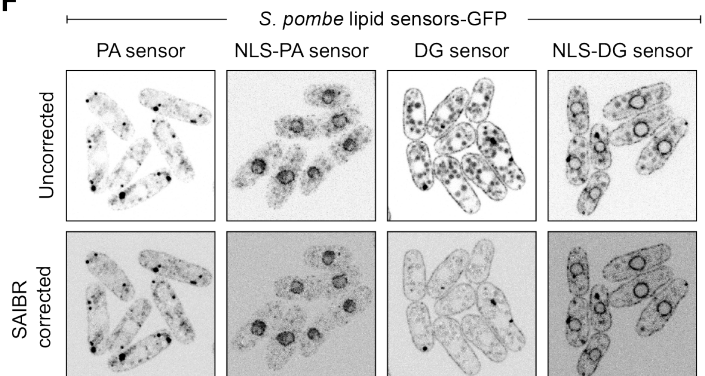 F
S. pombe lipid sensors-GFP
PA sensor NLS-PA sensor DG sensor NLS-DG sensor
Uncorrected
SAIBR
corrected